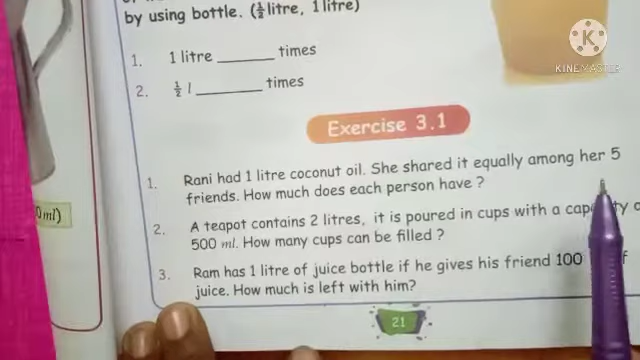 by using bottle. (½ litre, 1 litre)
1. 1 litre ______ times
2. ½ l ______ times
KINEMASTER
Exercise 3.1
1. Rani had 1 litre coconut oil. She shared it equally among her 5
friends. How much does each person have ?
0 ml)
2. A teapot contains 2 litres, it is poured in cups with a
500 ml. How many cups can be filled ?
3. Ram has 1 litre of juice bottle if he gives his friend 100
juice. How much is left with him?
21